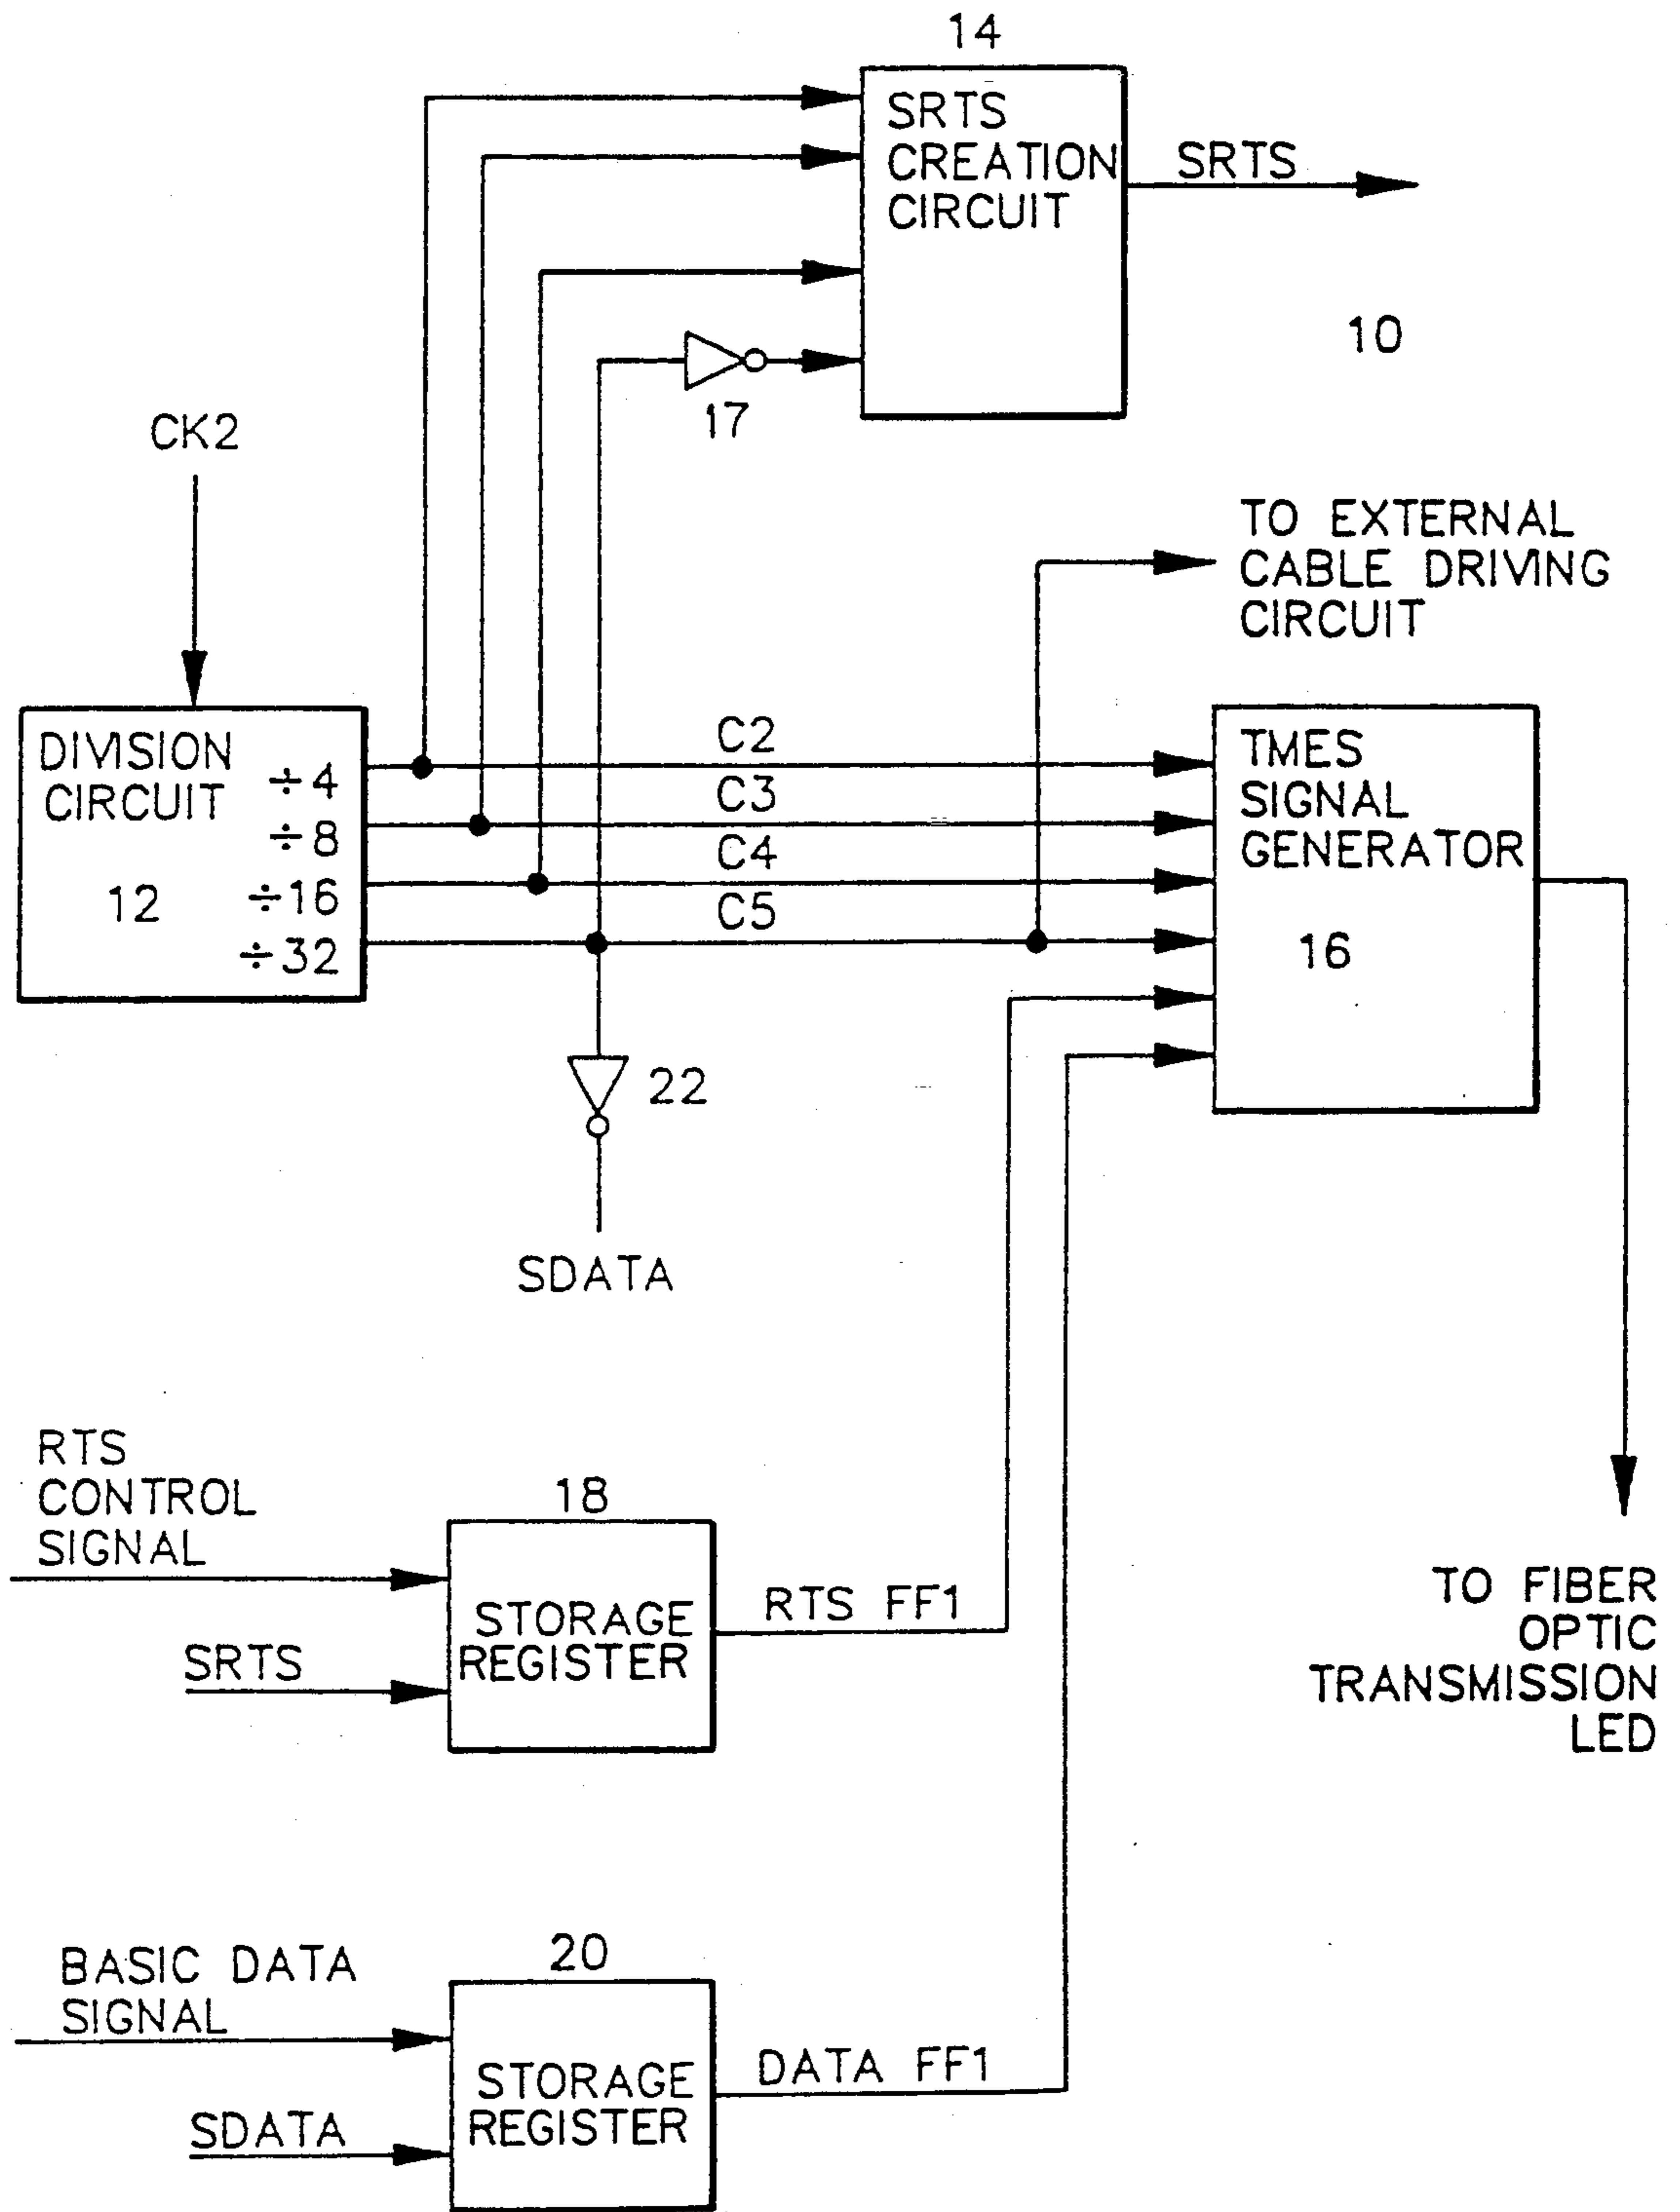 14
SRTS
CREATION
CIRCUIT
SRTS
10
17
CK2
TO EXTERNAL
CABLE DRIVING
CIRCUIT
DIVISION
CIRCUIT
÷4
÷8
÷16
÷32
12
C2
C3
C4
C5
TMES
SIGNAL
GENERATOR
16
22
SDATA
RTS
CONTROL
SIGNAL
18
STORAGE
REGISTER
RTS FF1
SRTS
TO FIBER
OPTIC
TRANSMISSION
LED
BASIC DATA
SIGNAL
20
STORAGE
REGISTER
DATA FF1
SDATA